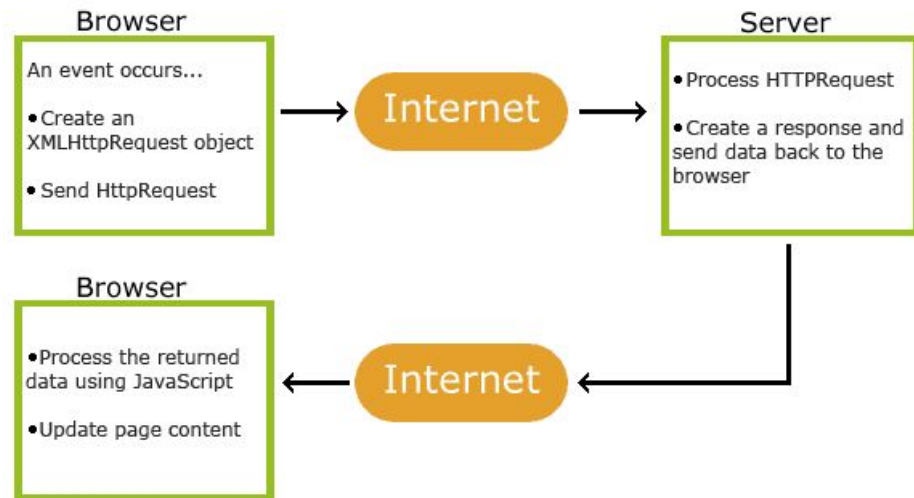 Browser
An event occurs...
•Create an
XMLHttpRequest object
• Send HttpRequest
Internet
Server
•Process HTTPRequest
•Create a response and
send data back to the
browser
Browser
•Process the returned
data using JavaScript
•Update page content
Internet